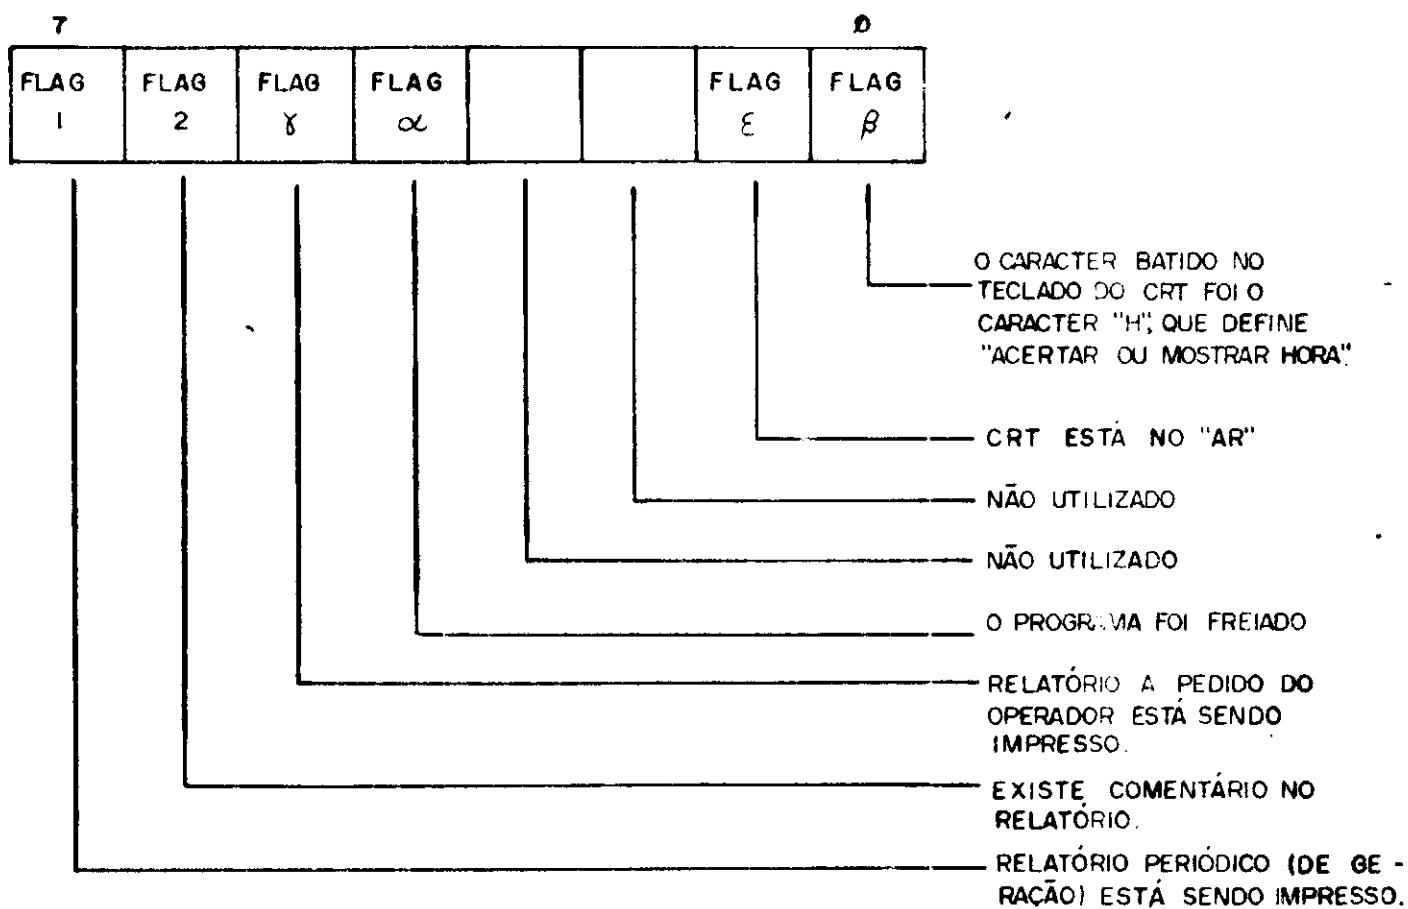 7 0
FLAG FLAG FLAG FLAG FLAG FLAG
1 2 γ α ε β
O CARACTER BATIDO NO
TECLADO DO CRT FOI O
CARACTER "H", QUE DEFINE
"ACERTAR OU MOSTRAR HORA".
CRT ESTÁ NO "AR"
NÃO UTILIZADO
NÃO UTILIZADO
O PROGRAMA FOI FREIADO
RELATÓRIO A PEDIDO DO
OPERADOR ESTÁ SENDO
IMPRESSO.
EXISTE COMENTÁRIO NO
RELATÓRIO.
RELATÓRIO PERIÓDICO (DE GE -
RAÇÃO) ESTÁ SENDO IMPRESSO.